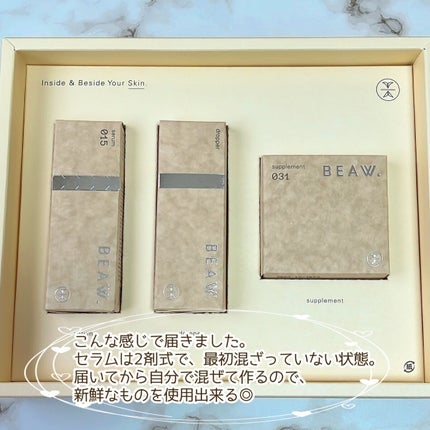 Inside & Beside Your Skin.
serum
015
BEAW.
dropper
BEAW.
supplement
031
BEAW.
supplement
こんな感じで届きました。
セラムは2剤式で、最初混ざっていない状態。
届いてから自分で混ぜて作るので、
新鮮なものを使用出来る◎